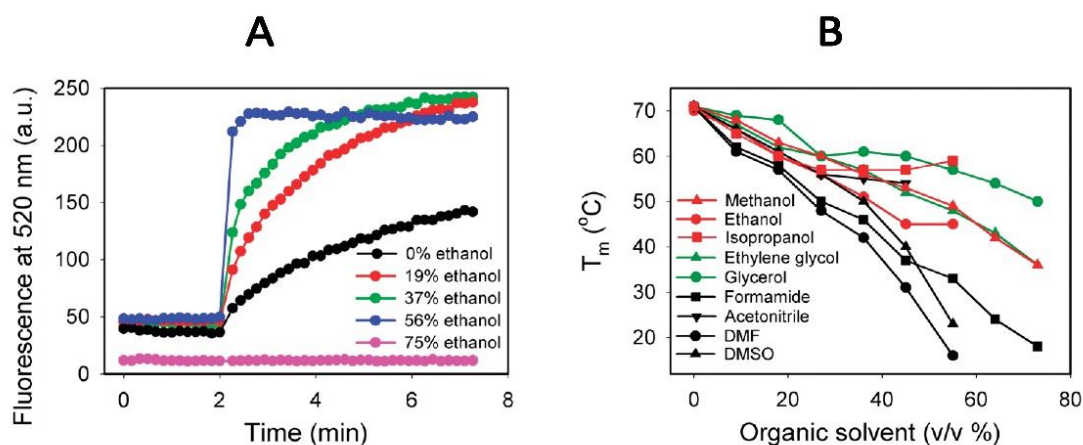 A
B
250
200
150
100
50
0
Fluorescence at 520 nm (a.u.)
0% ethanol
19% ethanol
37% ethanol
56% ethanol
75% ethanol
0 2 4 6 8
Time (min)
70
60
50
40
30
20
Tm (°C)
Methanol
Ethanol
Isopropanol
Ethylene glycol
Glycerol
Formamide
Acetonitrile
DMF
DMSO
0 20 40 60 80
Organic solvent (v/v %)